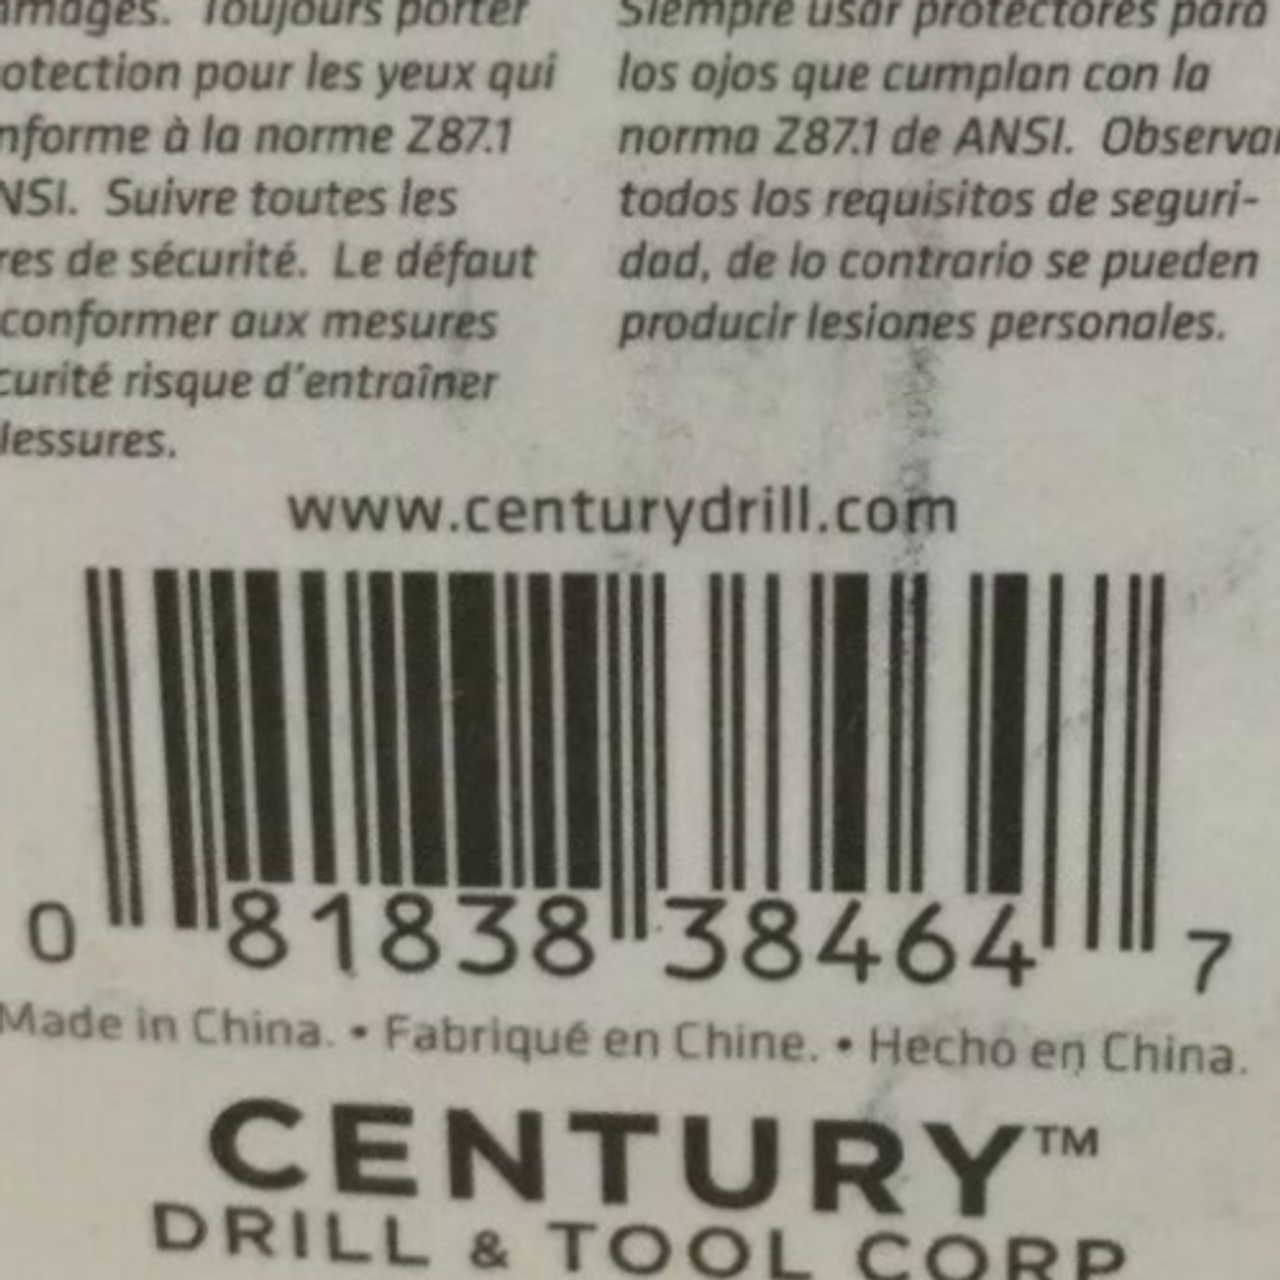 Toujours porter
pour les yeux qui
à la norme Z87.1
Suivre toutes les
de sécurité. Le défaut
conformer aux mesures
risque d'entraîner
Siempre usar protectores para
los ojos que cumplan con la
norma Z87.1 de ANSI. Observar
todos los requisitos de seguri-
dad, de lo contrario se pueden
producir lesiones personales.
www.centurydrill.com
0 81838 38464 7
Made in China. • Fabriqué en Chine. • Hecho en China.
CENTURY™
DRILL & TOOL CORP